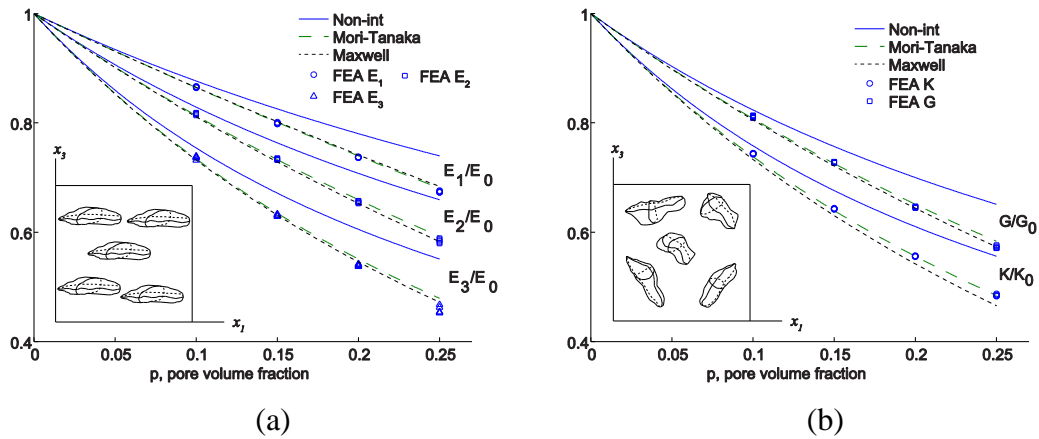 1
Non-int
Mori-Tanaka
Maxwell
FEA E1 FEA E2
FEA E3
0.8
x3
E1/E0
0.6
E2/E0
E3/E0
x1
0.4
0 0.05 0.1 0.15 0.2 0.25
p, pore volume fraction
(a)
1
Non-int
Mori-Tanaka
Maxwell
FEA K
FEA G
0.8
x3
0.6
G/G0
K/K0
x1
0.4
0 0.05 0.1 0.15 0.2 0.25
p, pore volume fraction
(b)